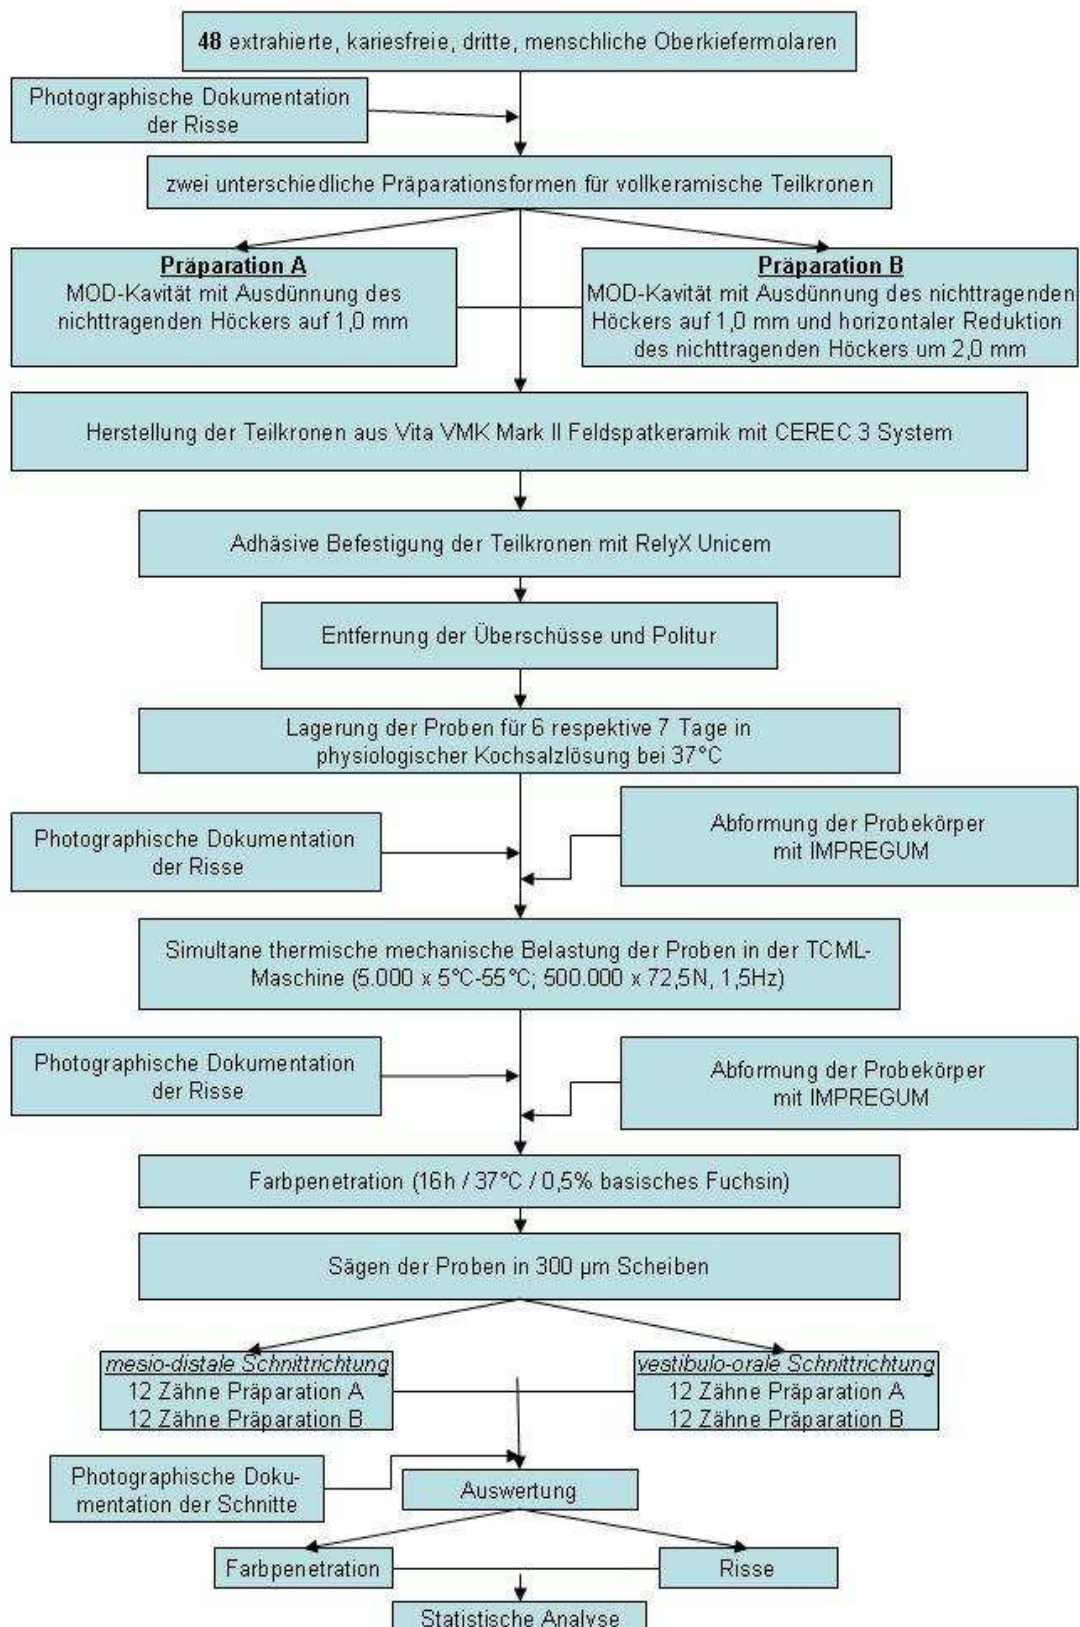 48 extrahierte, kariesfreie, dritte, menschliche Oberkiefermolaren
Photographische Dokumentation
der Risse
zwei unterschiedliche Präparationsformen für vollkeramische Teilkronen
Präparation A
MOD-Kavität mit Ausdünnung des
nichttragenden Höckers auf 1,0 mm
Präparation B
MOD-Kavität mit Ausdünnung des nichttragenden
Höckers auf 1,0 mm und horizontaler Reduktion
des nichttragenden Höckers um 2,0 mm
Herstellung der Teilkronen aus Vita VMK Mark II Feldspatkeramik mit CEREC 3 System
Adhäsive Befestigung der Teilkronen mit RelyX Unicem
Entfernung der Überschüsse und Politur
Lagerung der Proben für 6 respektive 7 Tage in
physiologischer Kochsalzlösung bei 37°C
Photographische Dokumentation
der Risse
Abformung der Probekörper
mit IMPREGUM
Simultane thermische mechanische Belastung der Proben in der TCML-
Maschine (5.000 x 5°C-55°C; 500.000 x 72,5N, 1,5Hz)
Photographische Dokumentation
der Risse
Abformung der Probekörper
mit IMPREGUM
Farbpenetration (16h / 37°C / 0,5% basisches Fuchsin)
Sägen der Proben in 300 µm Scheiben
mesio-distale Schnittrichtung
12 Zähne Präparation A
12 Zähne Präparation B
vestibulo-orale Schnittrichtung
12 Zähne Präparation A
12 Zähne Präparation B
Photographische Doku-
mentation der Schnitte
Auswertung
Farbpenetration
Risse
Statistische Analyse